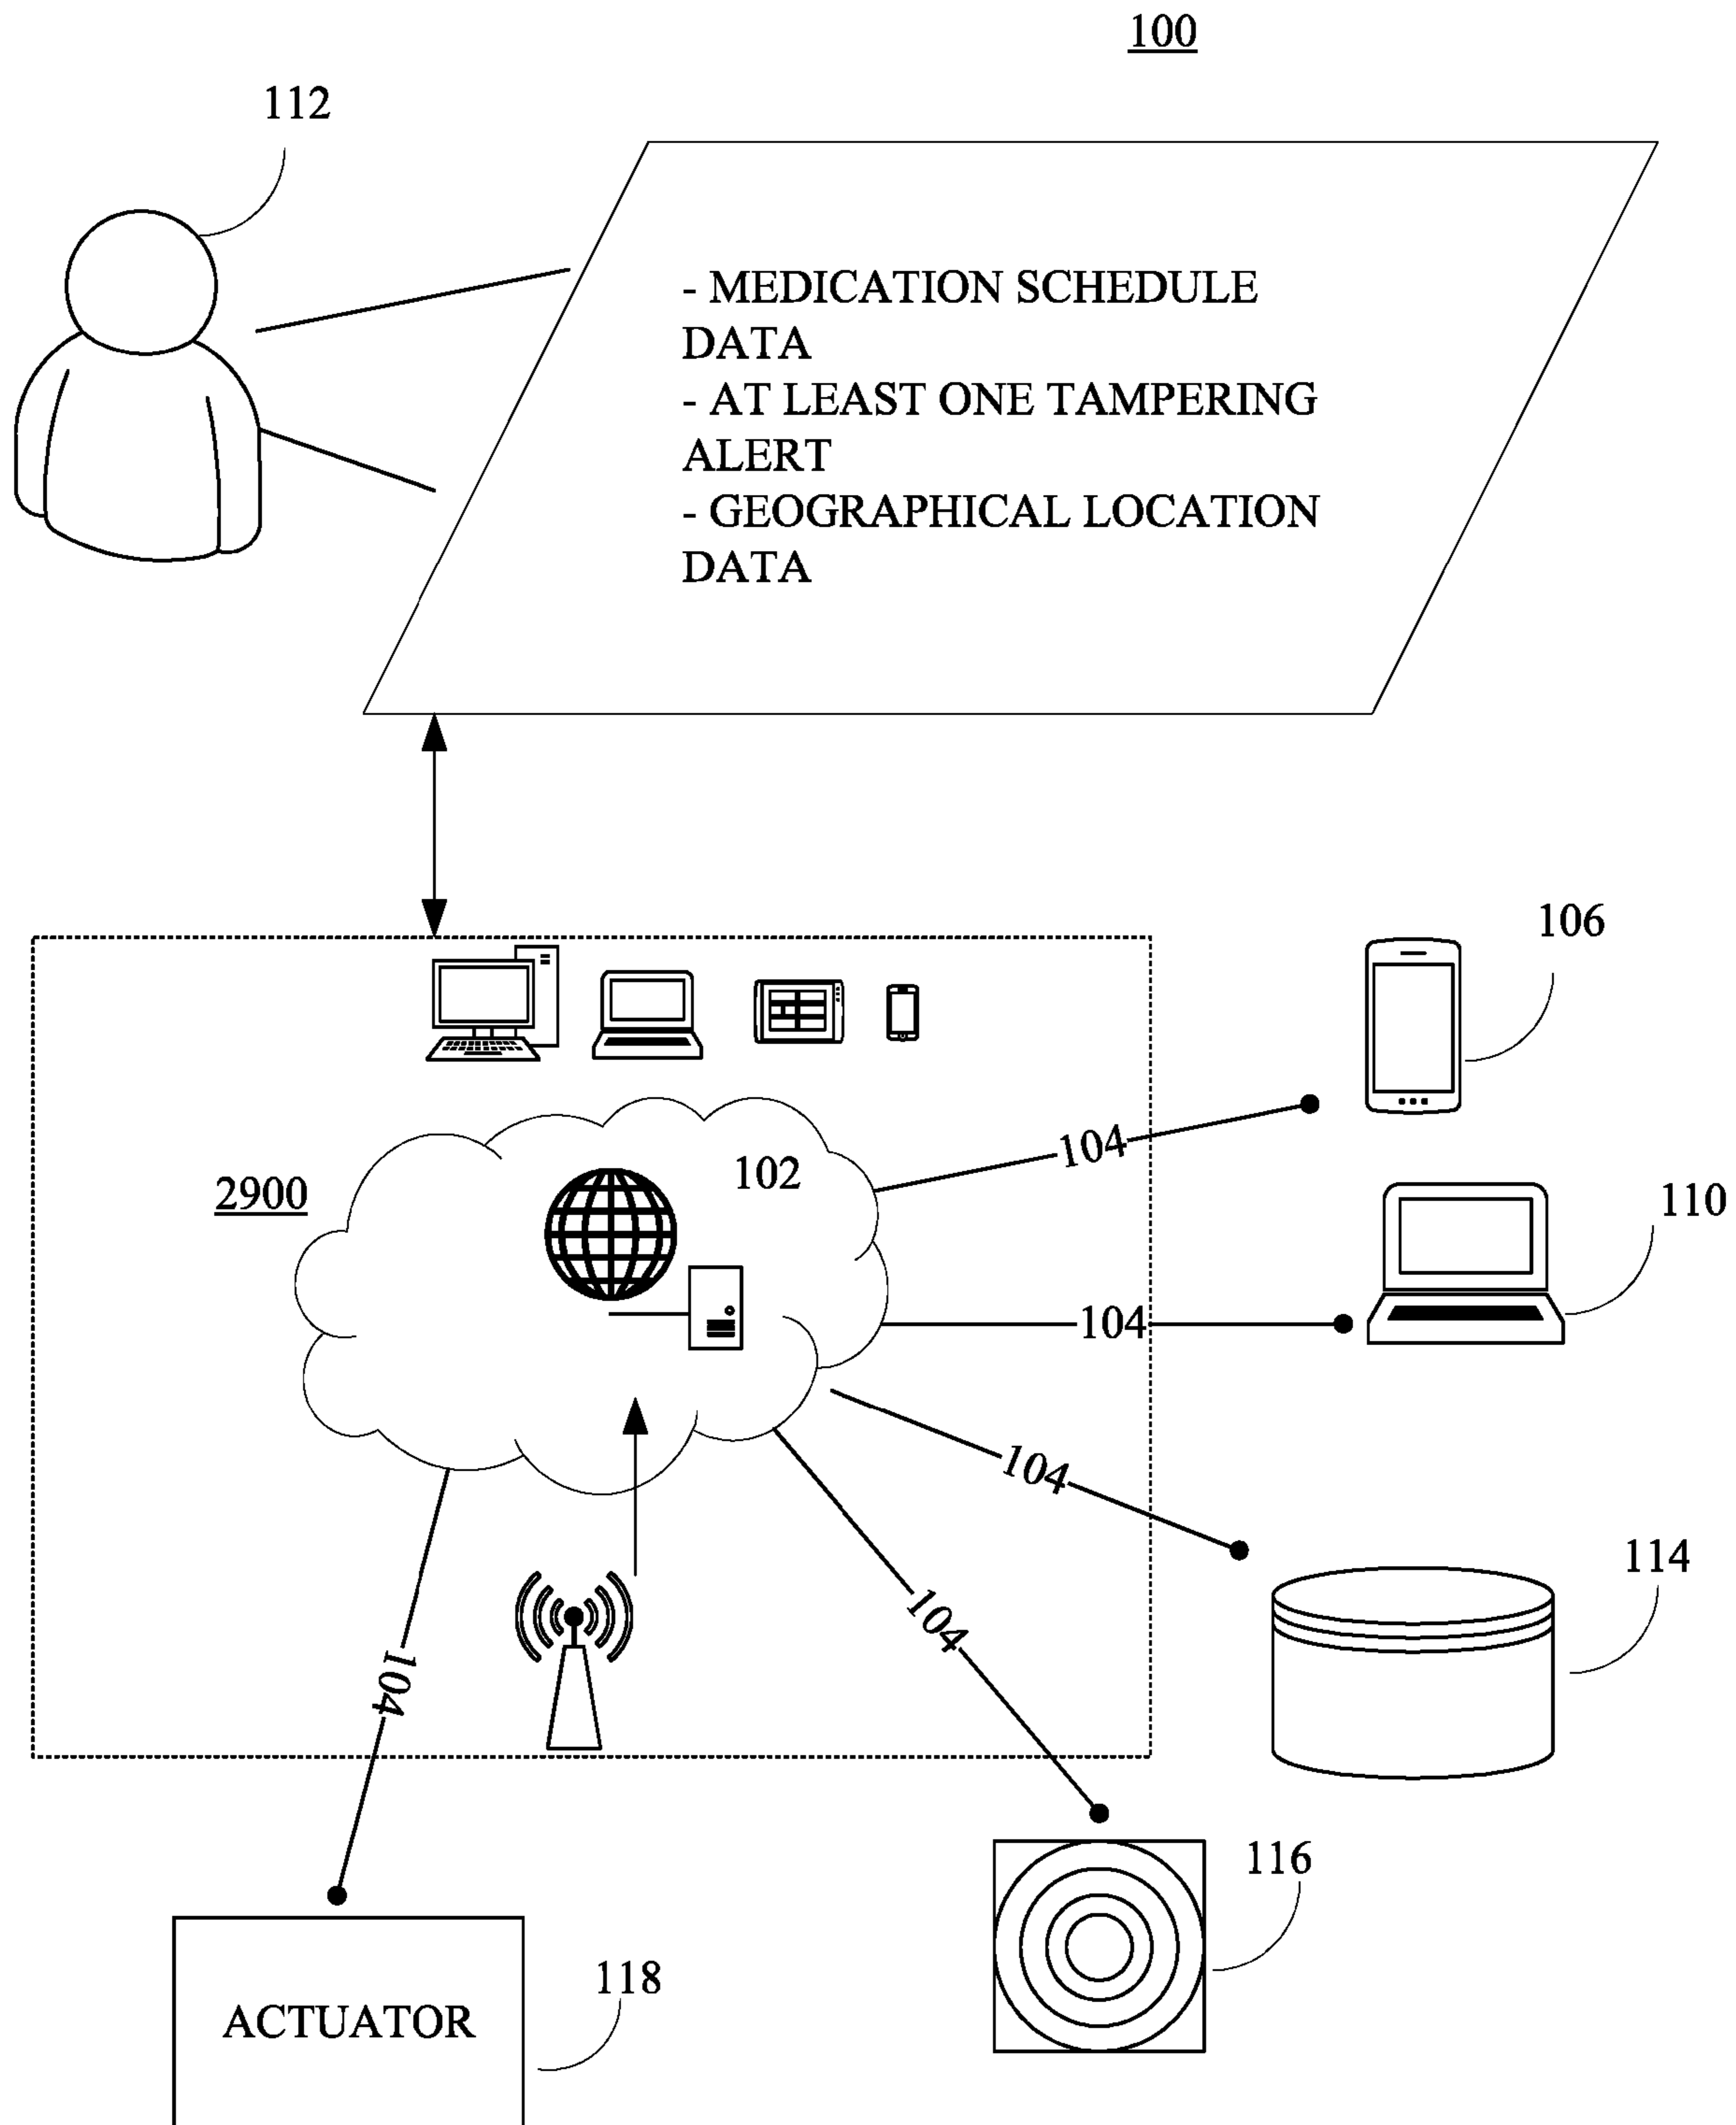 100
112
- MEDICATION SCHEDULE
DATA
- AT LEAST ONE TAMPERING
ALERT
- GEOGRAPHICAL LOCATION
DATA
106
104
102
2900
110
104
104
114
104
104
116
118
ACTUATOR